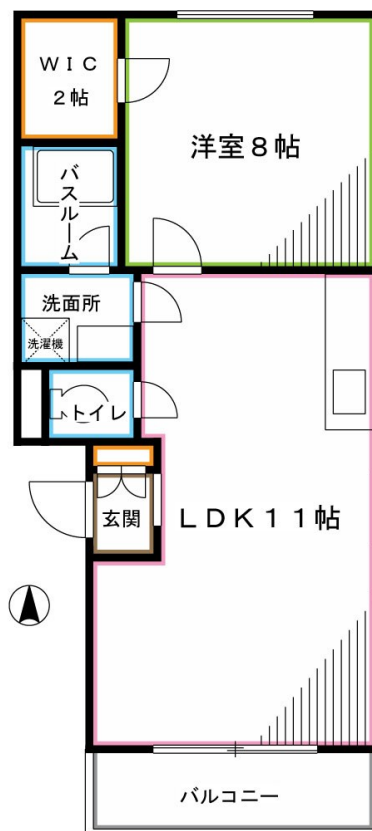 ＷＩＣ
２帖
洋室８帖
バスルーム
洗面所
洗濯機
トイレ
玄関
ＬＤＫ１１帖
バルコニー